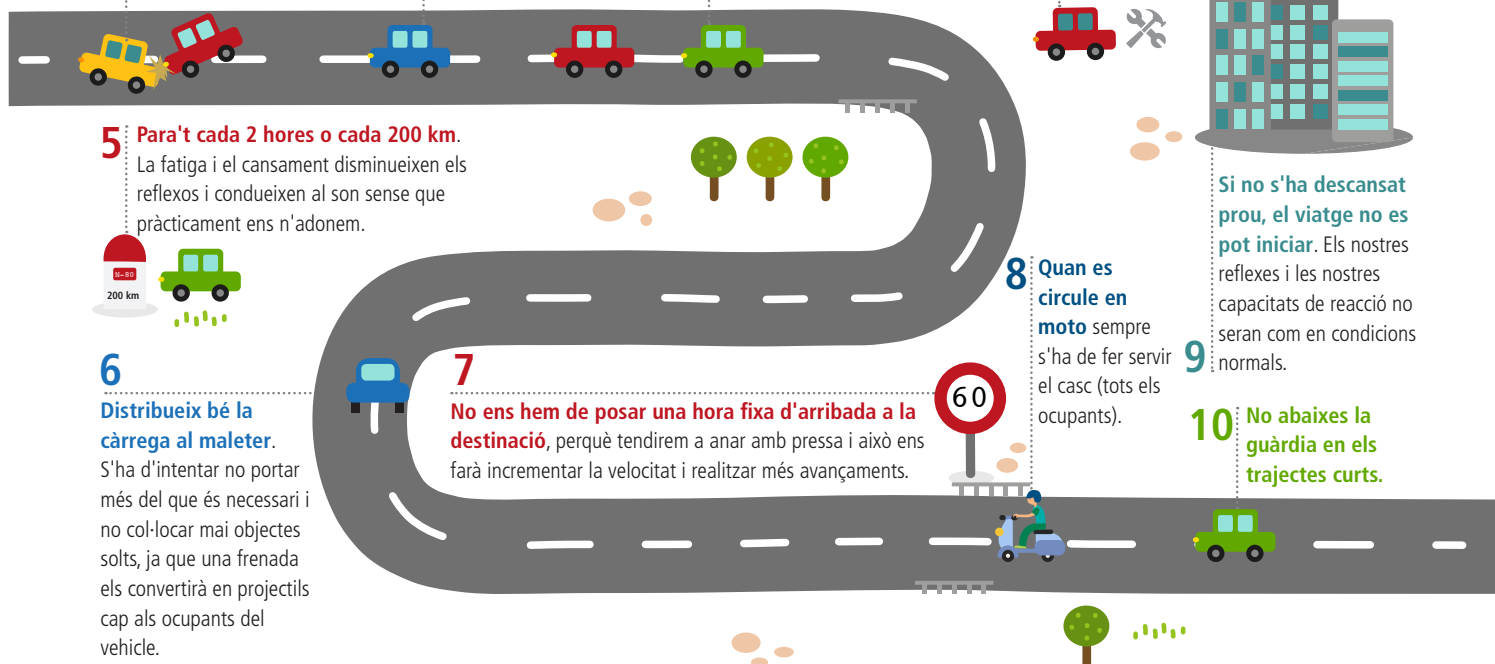 5
Para't cada 2 hores o cada 200 km.
La fatiga i el cansament disminueixen els
reflexos i condueixen al son sense que
pràcticament ens n'adonem.
N-80
200 km
6
Distribueix bé la
càrrega al maleter.
S'ha d'intentar no portar
més del que és necessari i
no col·locar mai objectes
solts, ja que una frenada
els convertirà en projectils
cap als ocupants del
vehicle.
7
No ens hem de posar una hora fixa d'arribada a la
destinació, perquè tendirem a anar amb pressa i això ens
farà incrementar la velocitat i realitzar més avançaments.
60
8
Quan es
circule en
moto sempre
s'ha de fer servir
el casc (tots els
ocupants).
9
Si no s'ha descansat
prou, el viatge no es
pot iniciar. Els nostres
reflexes i les nostres
capacitats de reacció no
seran com en condicions
normals.
10
No abaixes la
guàrdia en els
trajectes curts.